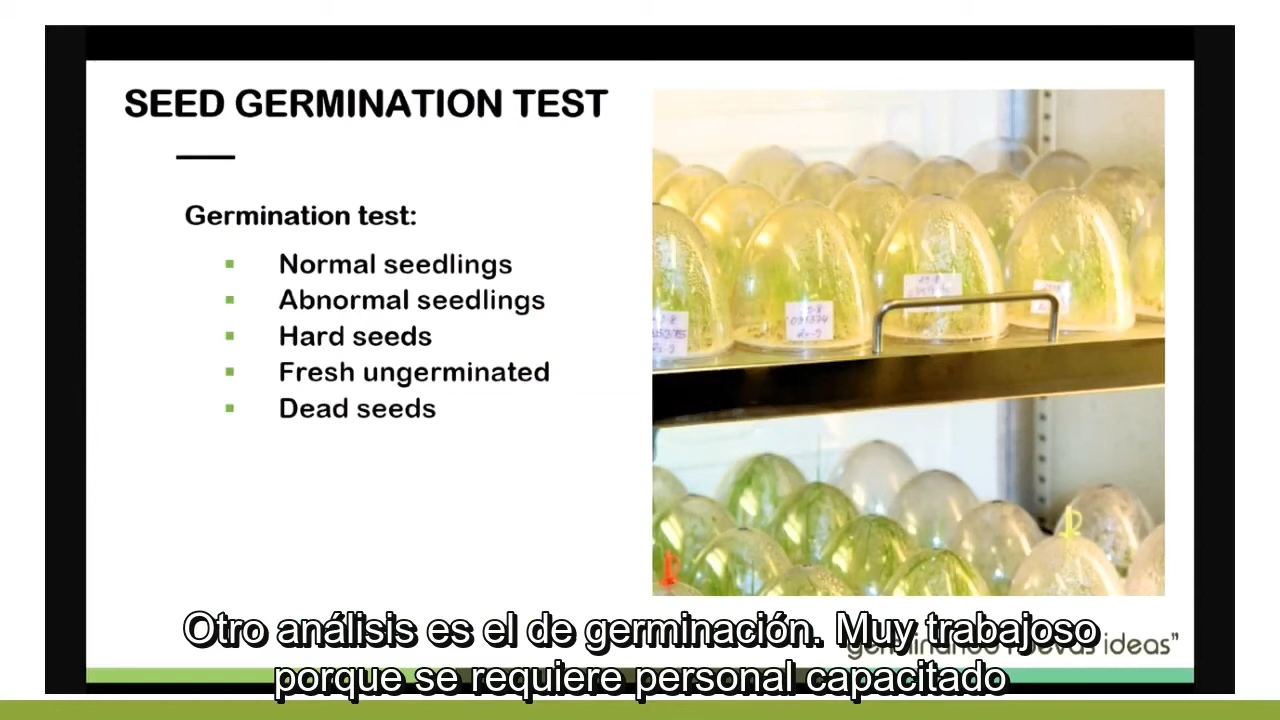 SEED GERMINATION TEST
Germination test:
▪ Normal seedlings
▪ Abnormal seedlings
▪ Hard seeds
▪ Fresh ungerminated
▪ Dead seeds
Otro análisis es el de germinación. Muy trabajoso
porque se requiere personal capacitado
ideas"